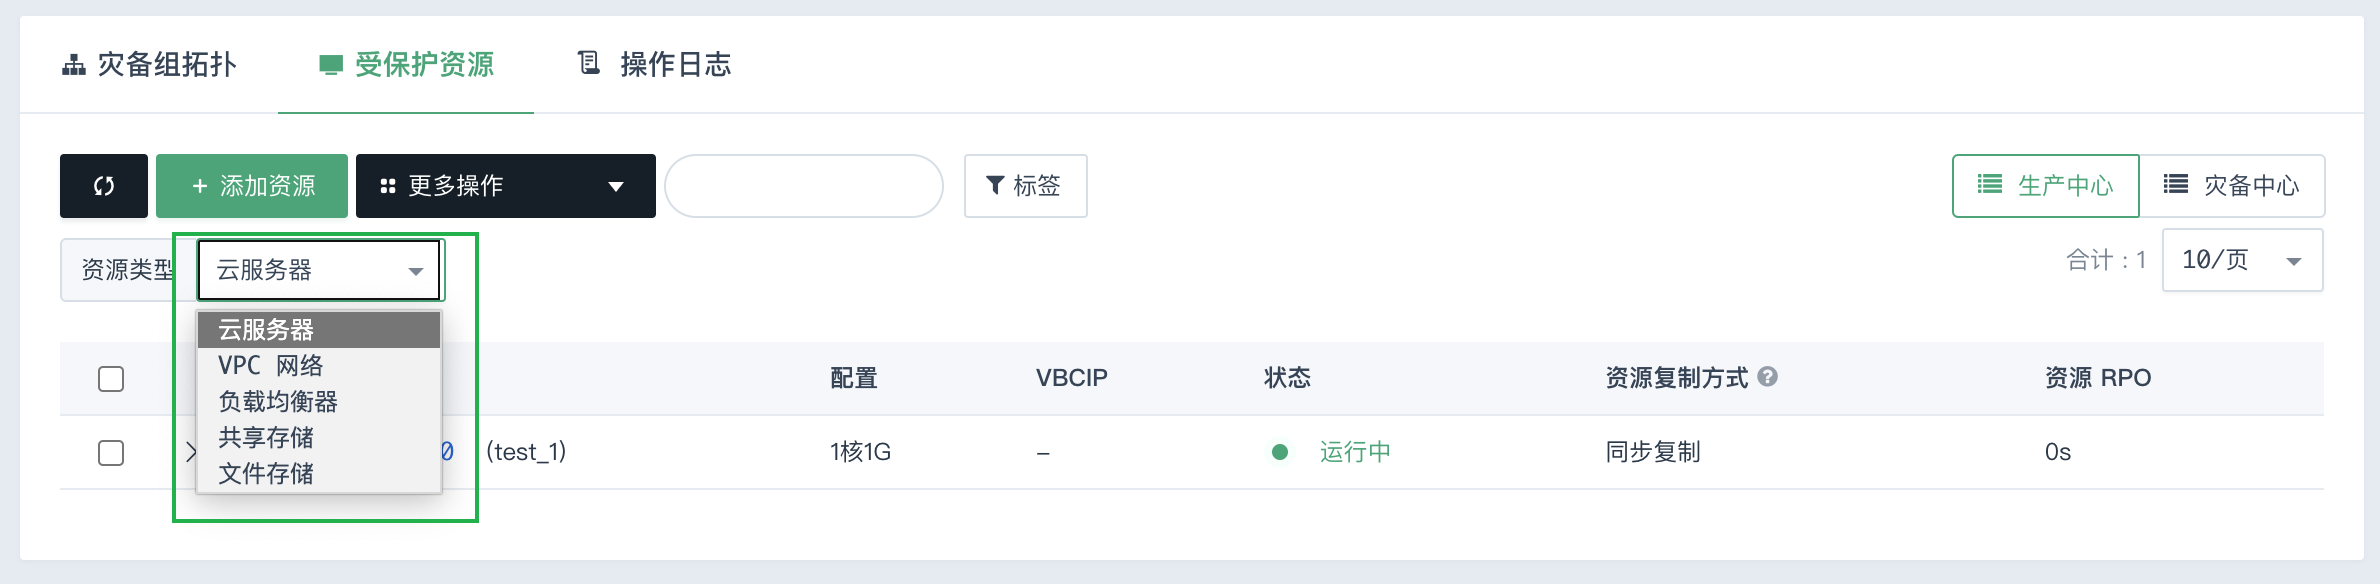 灾备组拓扑 受保护资源 操作日志
+ 添加资源 更多操作 标签 生产中心 灾备中心
资源类型 云服务器 合计：1 10/页
云服务器
VPC 网络
负载均衡器
共享存储
文件存储
配置 VBCIP 状态 资源复制方式 资源 RPO
(test_1) 1核1G – 运行中 同步复制 0s